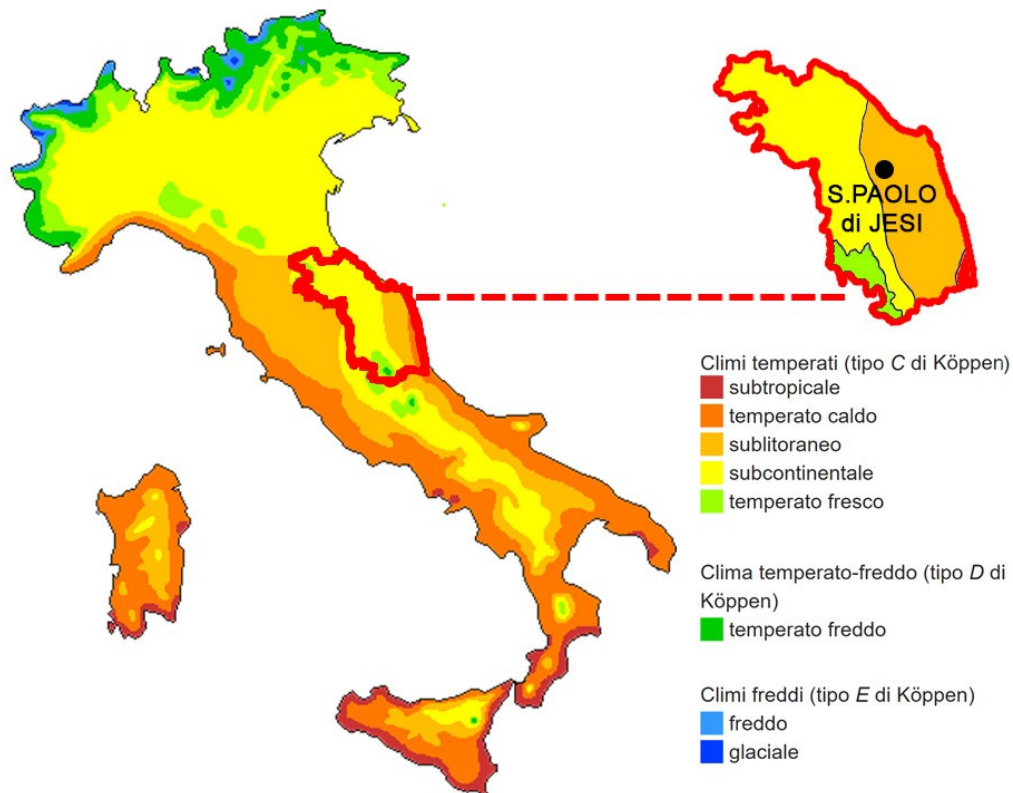 S.PAOLO
di JESI
Climi temperati (tipo C di Köppen)
subtropicale
temperato caldo
sublitoraneo
subcontinentale
temperato fresco
Clima temperato-freddo (tipo D di
Köppen)
temperato freddo
Climi freddi (tipo E di Köppen)
freddo
glaciale